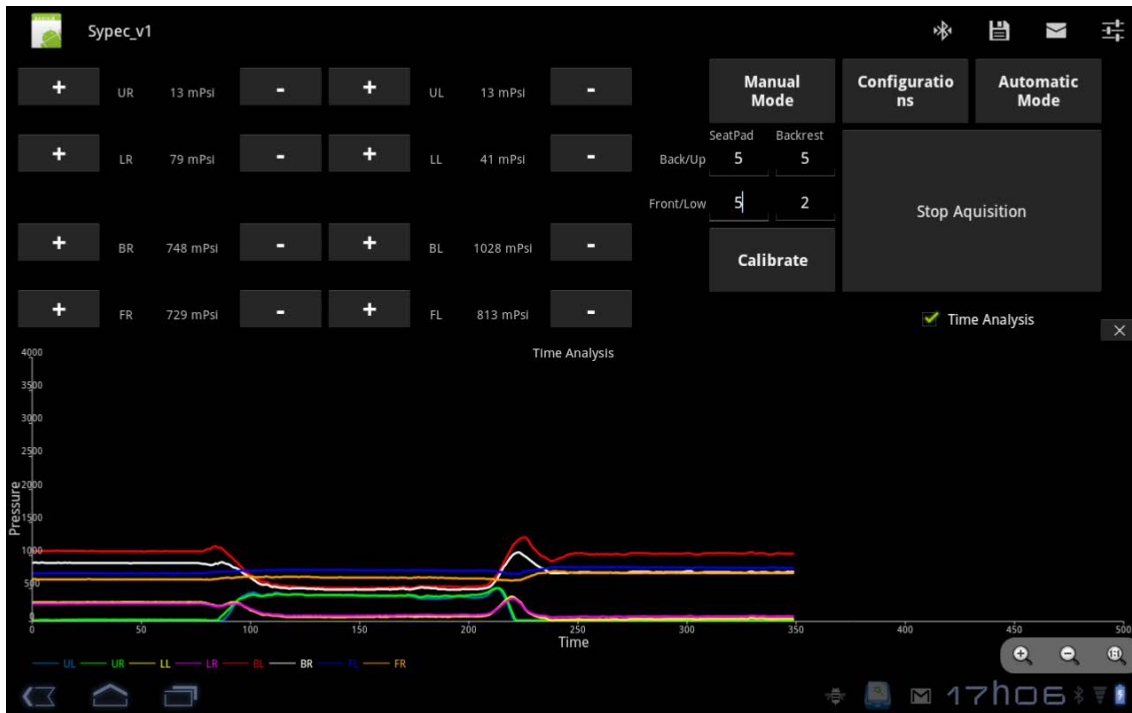 Sypec_v1
+ UR 13 mPsi - + UL 13 mPsi -
Manual
Mode
Configuratio
ns
Automatic
Mode
SeatPad Backrest
+ LR 79 mPsi - + LL 41 mPsi -
Back/Up 5 5
Front/Low 5 2
Stop Aquisition
+ BR 748 mPsi - + BL 1028 mPsi -
Calibrate
+ FR 729 mPsi - + FL 813 mPsi -
Time Analysis
Time Analysis
4000
3500
3000
2500
2000
1500
1000
500
0
Pressure
0 50 100 150 200 250 300 350 400 450 500
Time
UL UR LL LR BL BR FL FR
17h06